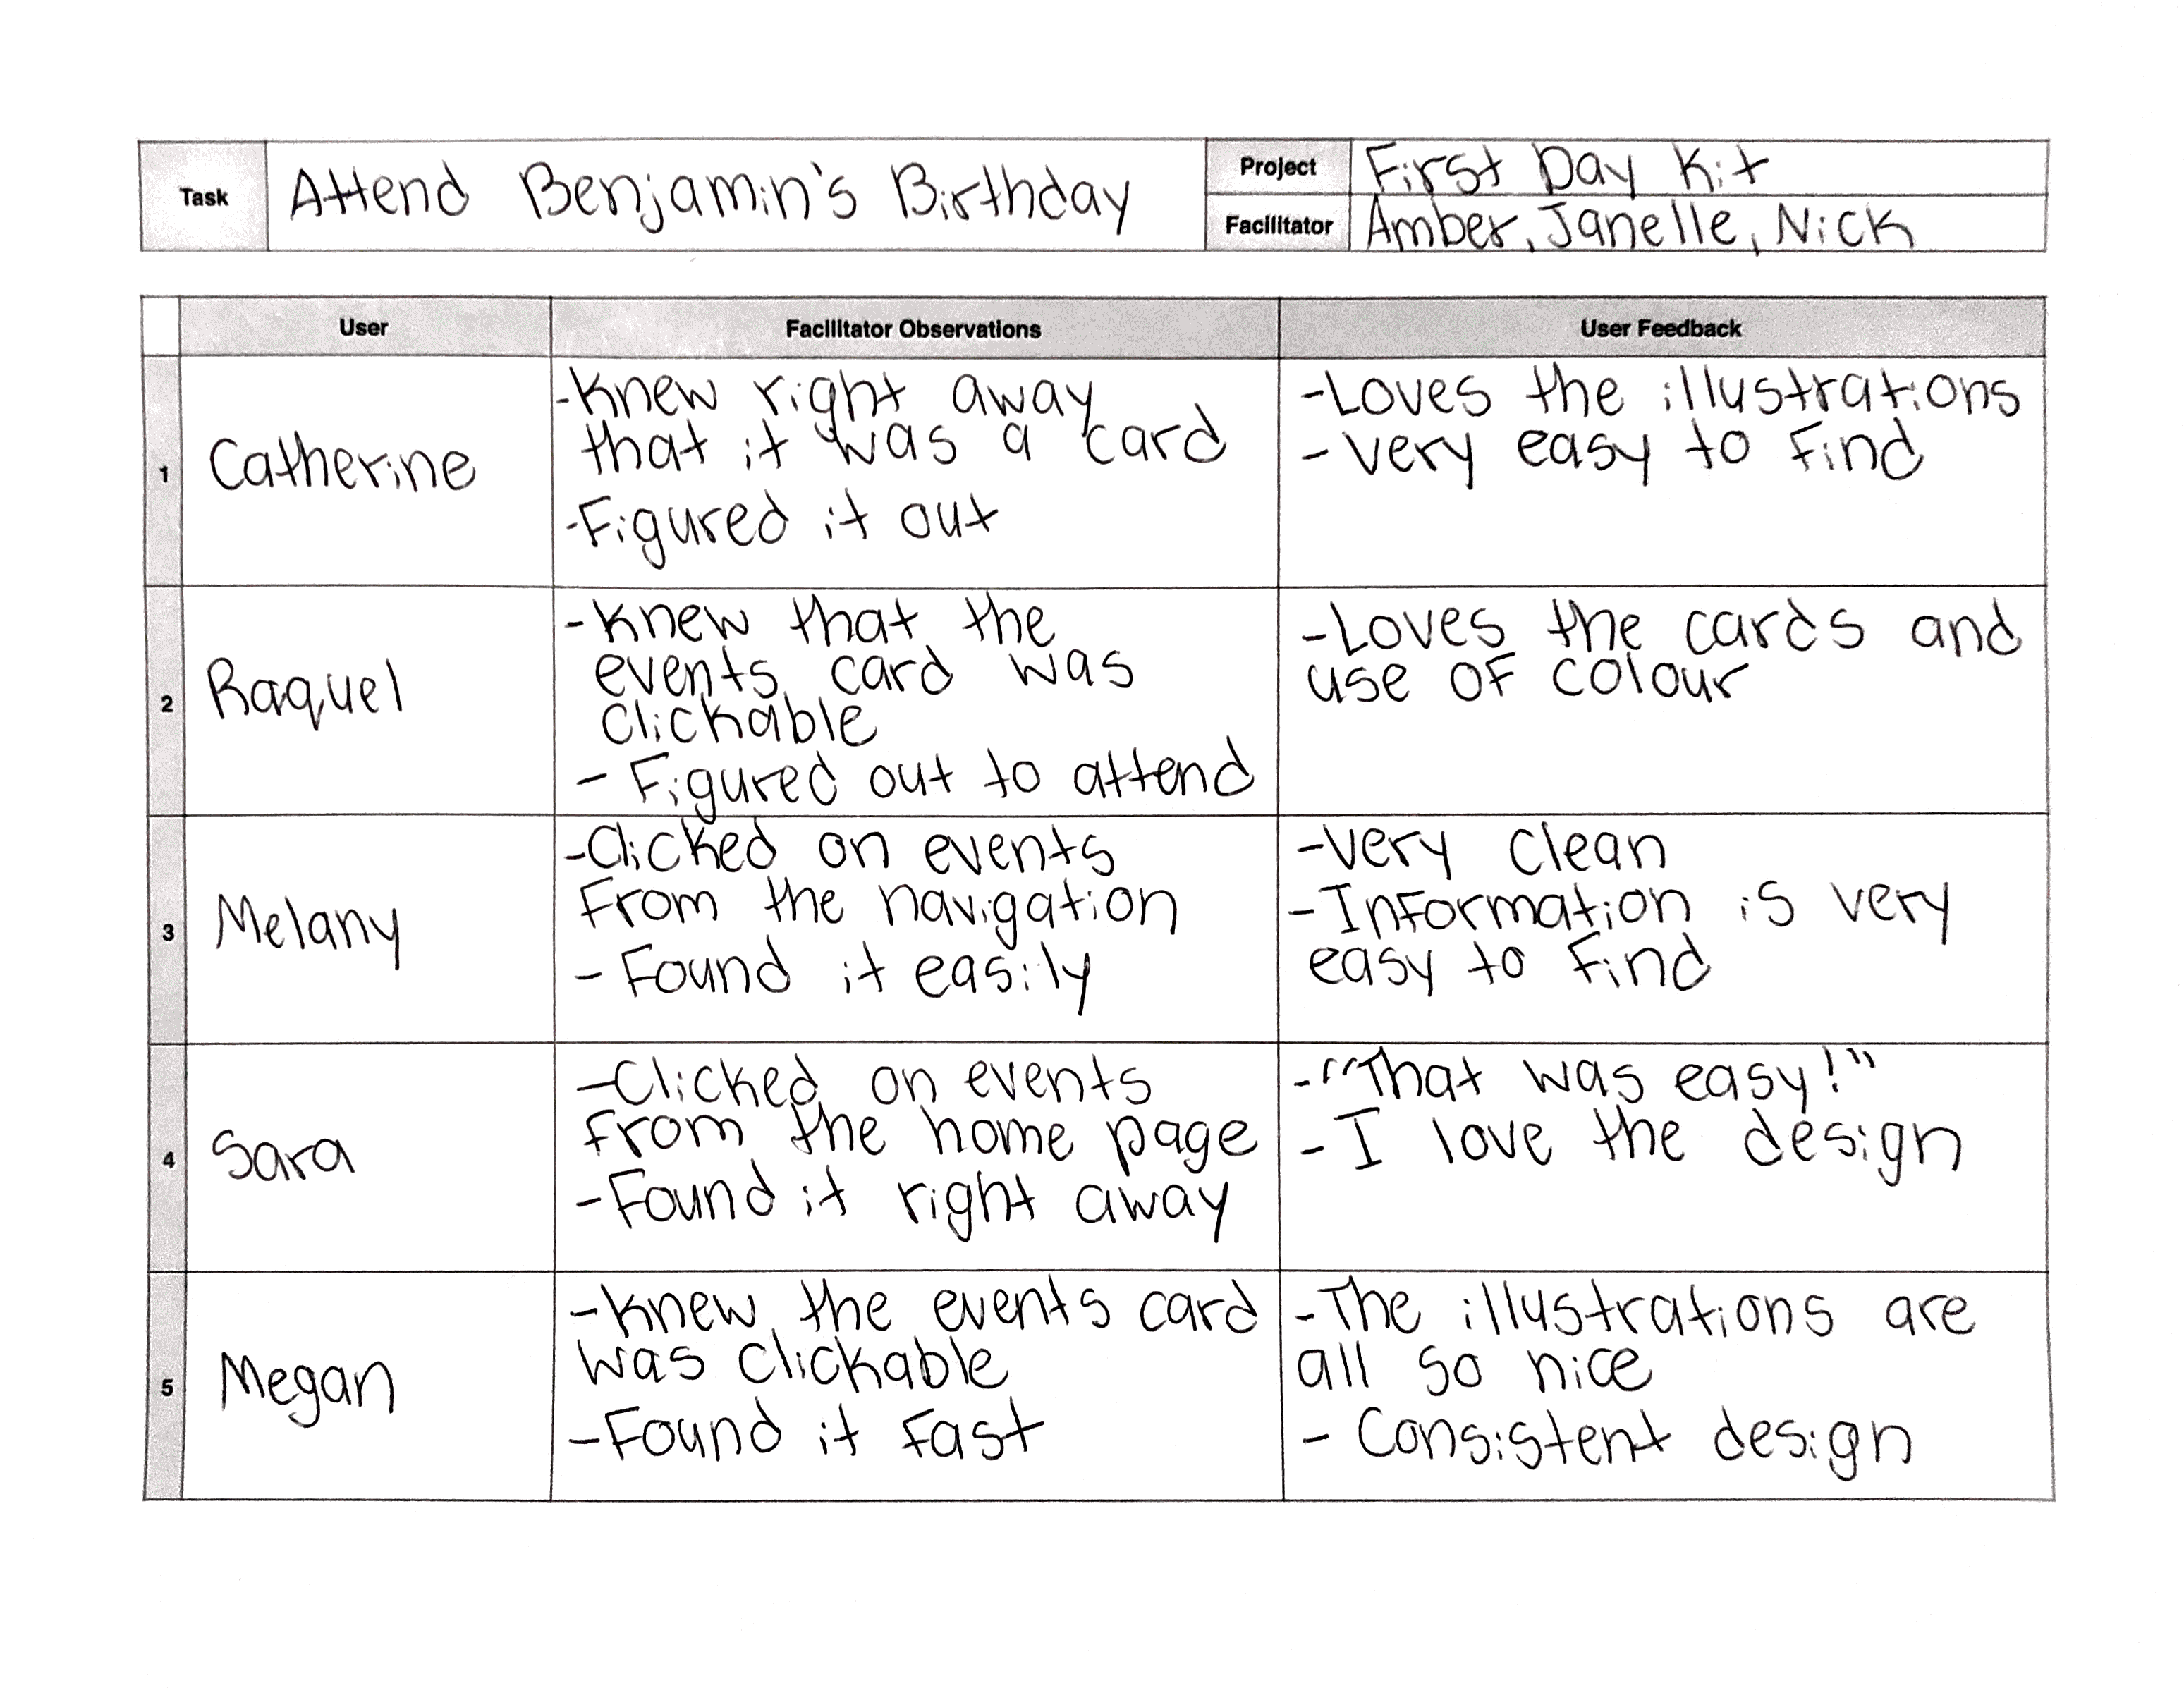 Task
Attend Benjamin's Birthday
Project
First Day Kit
Facilitator
Amber, Janelle, Nick
User
Facilitator Observations
User Feedback
1
Catherine
-Knew right away
that it was a card
-Figured it out
-Loves the illustrations
-very easy to find
2
Raquel
-Knew that the
events card was
clickable
- Figured out to attend
-Loves the cards and
use of colour
3
Melany
-Clicked on events
from the navigation
- Found it easily
-very clean
-Information is very
easy to find
4
Sara
-Clicked on events
from the home page
-Found it right away
-"That was easy!"
-I love the design
5
Megan
-Knew the events card
was clickable
-Found it fast
-The illustrations are
all so nice
- Consistent design